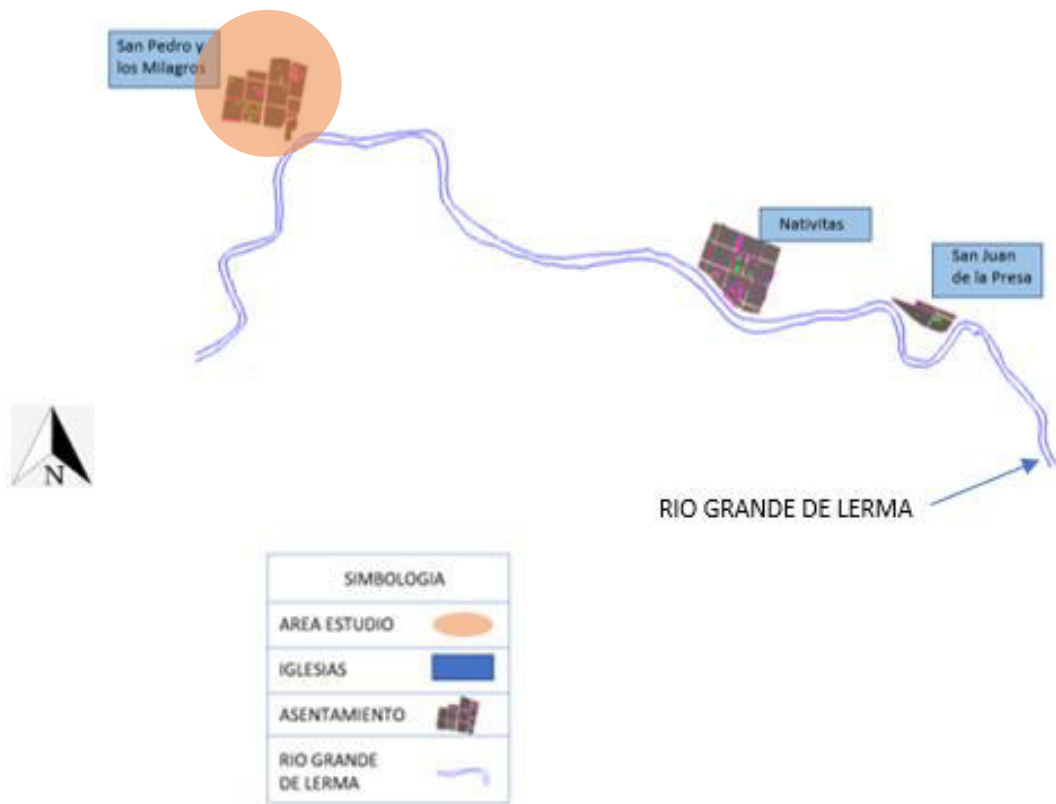 San Pedro y
los Milagros
Nativitas
San Juan
de la Presa
N
RIO GRANDE DE LERMA
SIMBOLOGIA
AREA ESTUDIO
IGLESIAS
ASENTAMIENTO
RIO GRANDE
DE LERMA